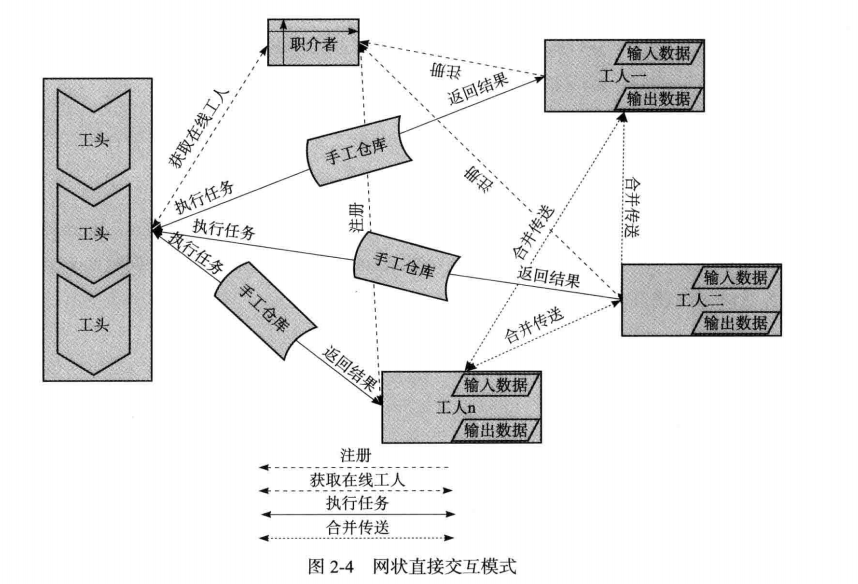 职介者
输入数据
工人一
输出数据
注册
返回结果
获取在线工人
工头
手工仓库
执行任务
注册
合并传送
合并传送
工头
执行任务
注册
手工仓库
返回结果
执行任务
输入数据
工人二
输出数据
手工仓库
合并传送
工头
返回结果
输入数据
工人n
输出数据
注册
获取在线工人
执行任务
合并传送
图 2-4 网状直接交互模式